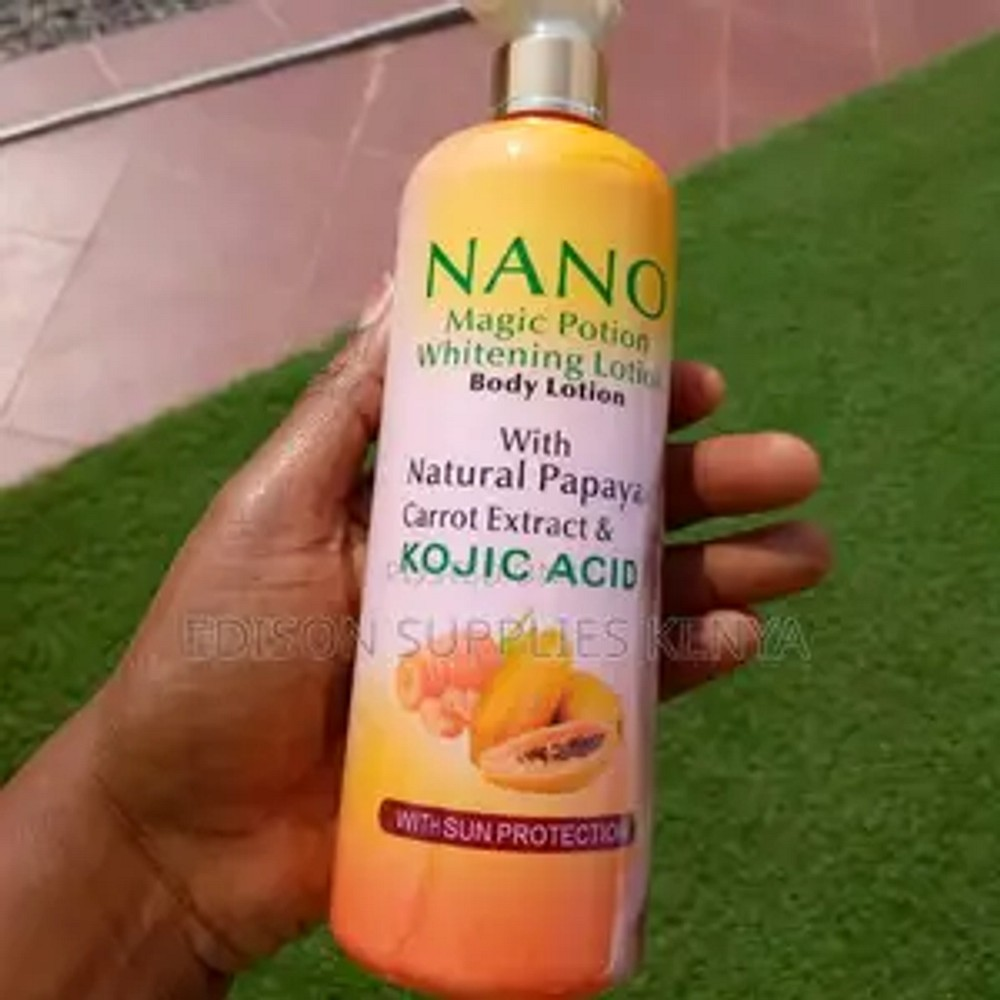 NANO
Magic Potion
Whitening Lotion
Body Lotion
With
Natural Papaya,
Carrot Extract &
KOJIC ACID
EDISON SUPPLIES KENYA
WITH SUN PROTECTION